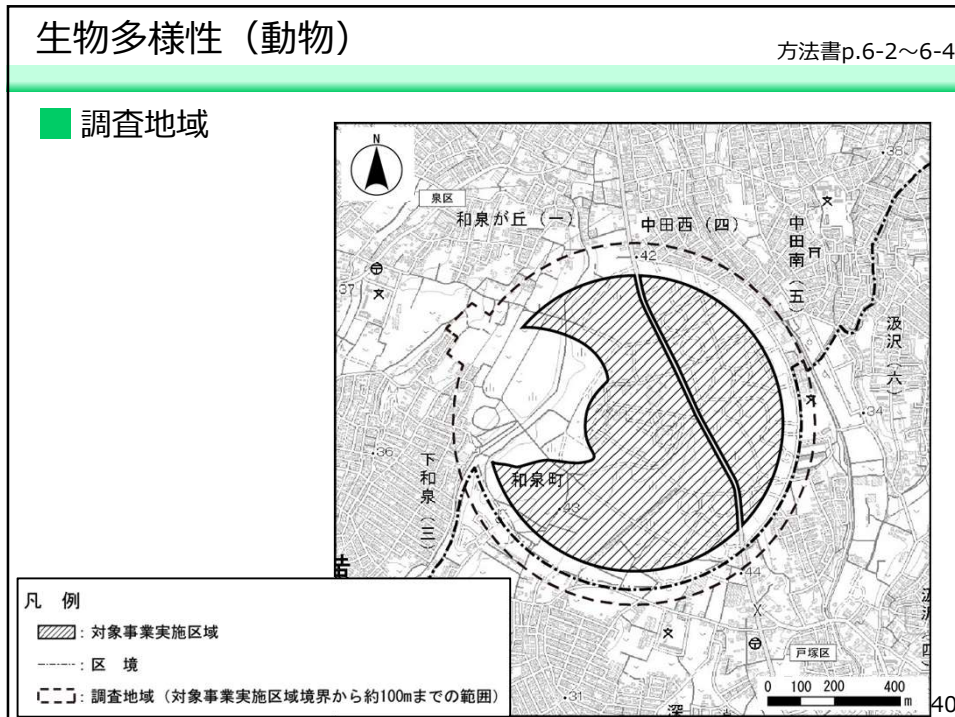 生物多様性（動物）
方法書p.6-2～6-4
調査地域
N
泉区
和泉が丘（一）
中田西（四）
中田南（五）
汲沢（六）
38
42
37
34
36
下和泉（三）
和泉町
43
44
戸塚区
31
深
凡 例
：対象事業実施区域
：区 境
：調査地域（対象事業実施区域境界から約100mまでの範囲）
0 100 200 400
m
40